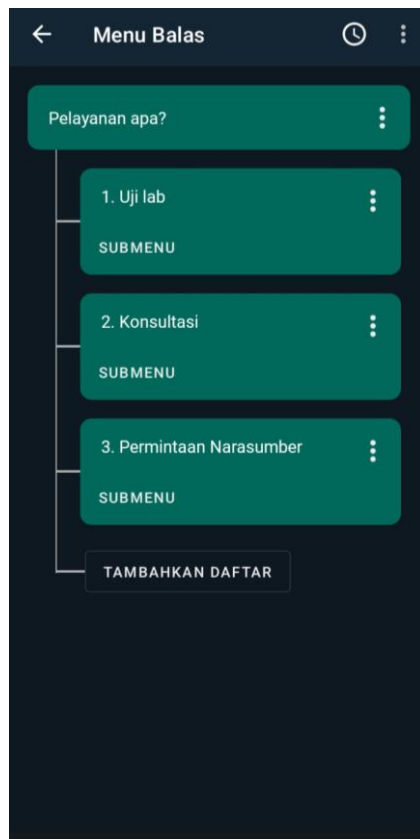 Menu Balas
Pelayanan apa?
1. Uji lab
SUBMENU
2. Konsultasi
SUBMENU
3. Permintaan Narasumber
SUBMENU
TAMBAHKAN DAFTAR